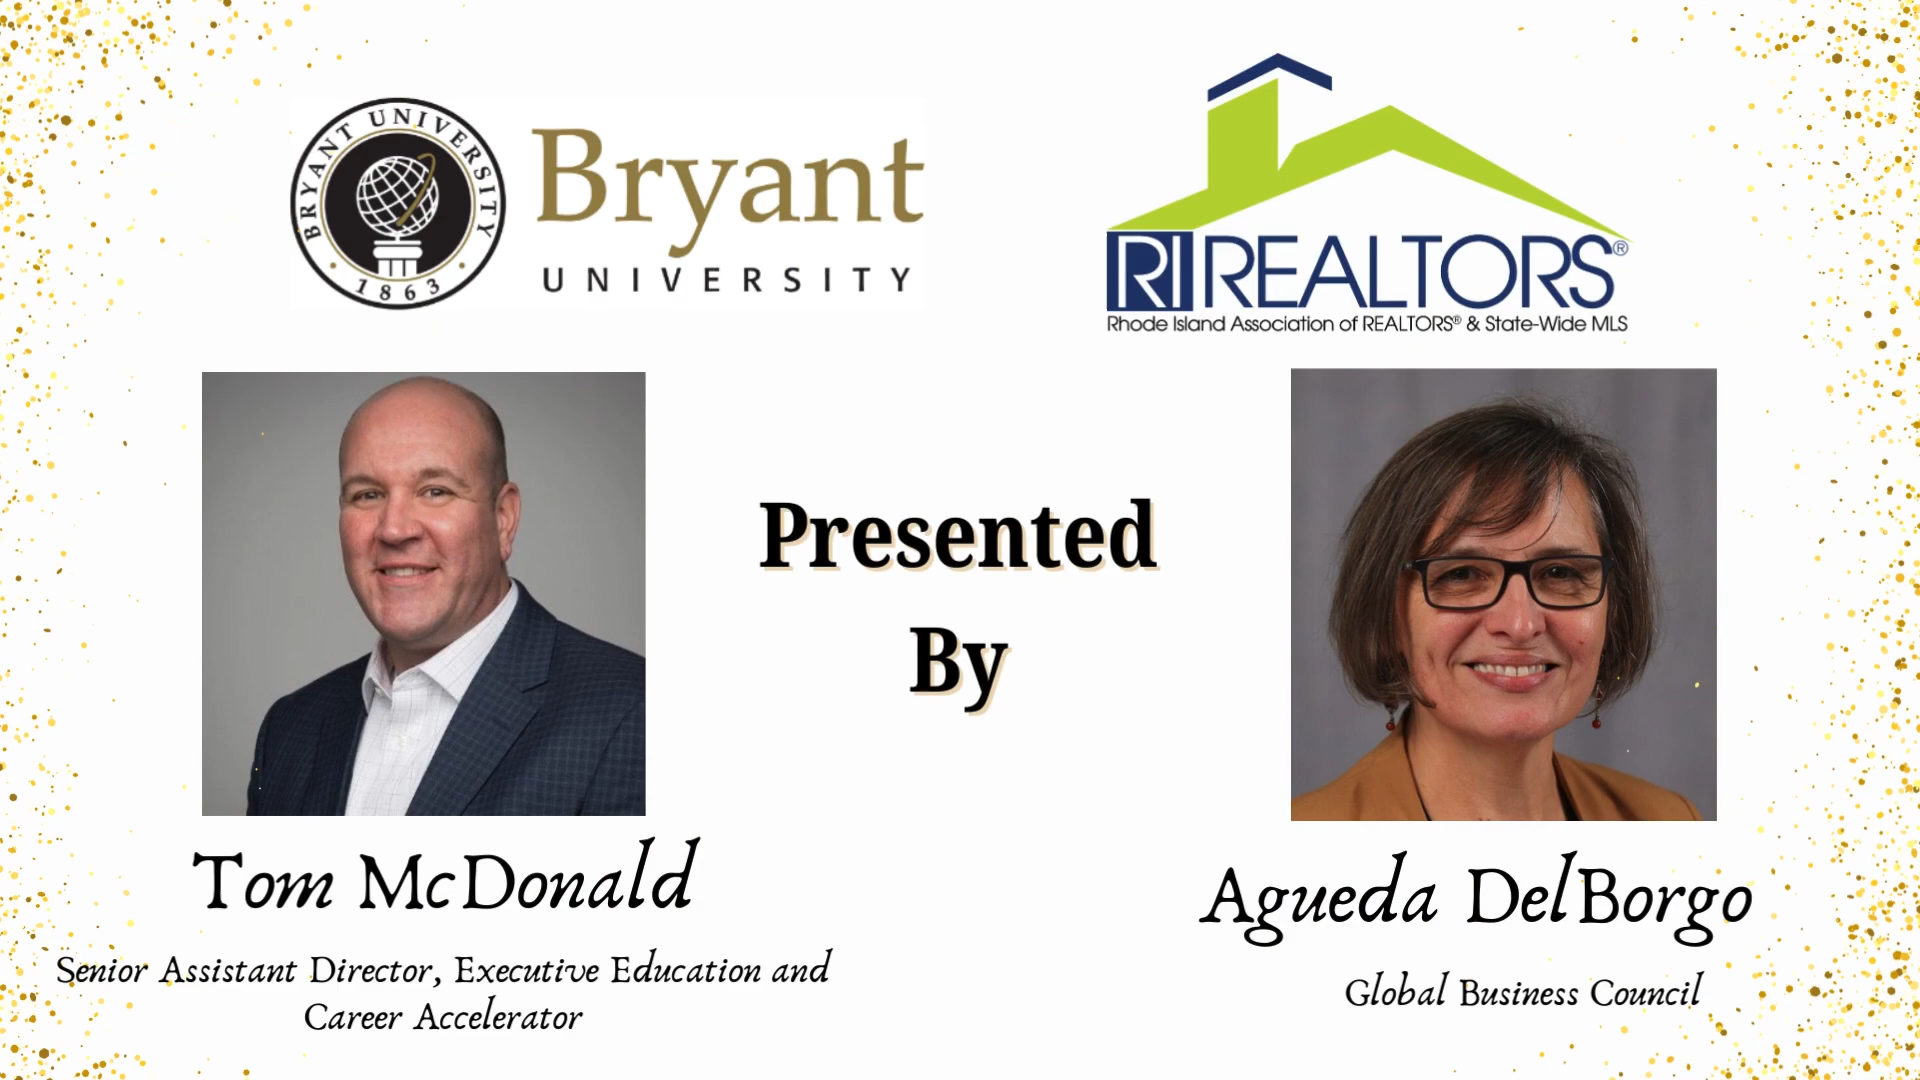 BRYANT UNIVERSITY
1863
Bryant
UNIVERSITY
RI REALTORS®
Rhode Island Association of REALTORS® & State-Wide MLS
Presented
By
Tom McDonald
Senior Assistant Director, Executive Education and
Career Accelerator
Agueda DelBorgo
Global Business Council